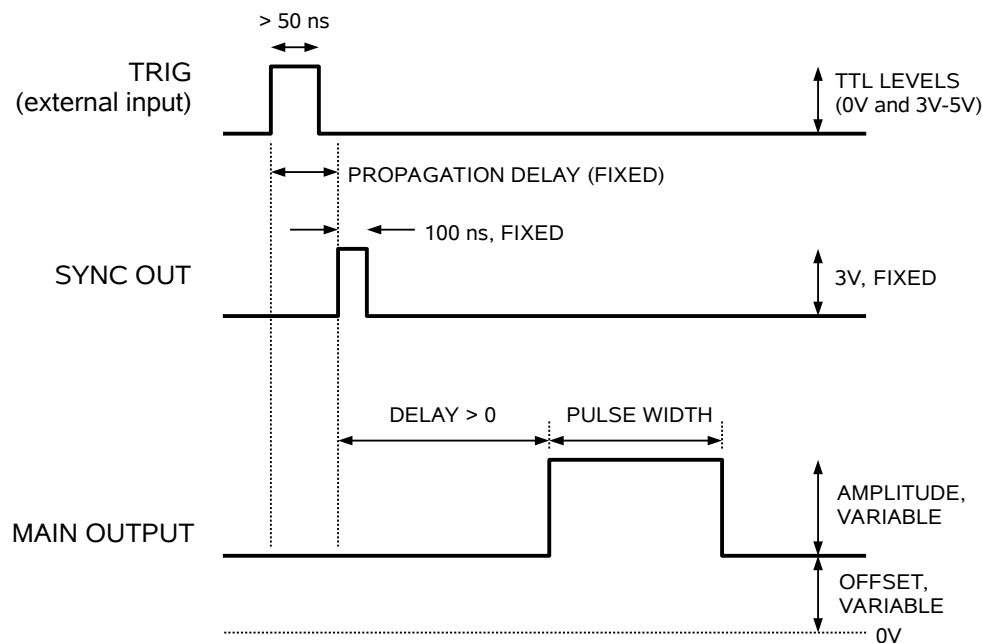 > 50 ns
TRIG
(external input)
TTL LEVELS
(0V and 3V-5V)
PROPAGATION DELAY (FIXED)
100 ns, FIXED
SYNC OUT
3V, FIXED
DELAY > 0
PULSE WIDTH
AMPLITUDE,
VARIABLE
MAIN OUTPUT
OFFSET,
VARIABLE
0V